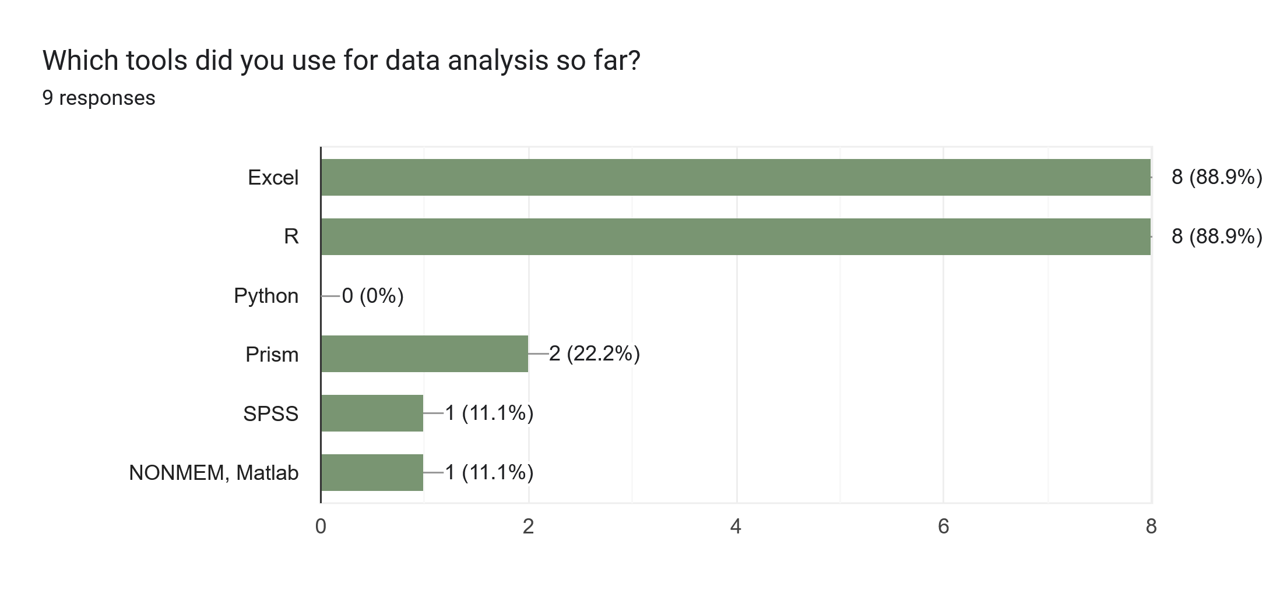 Which tools did you use for data analysis so far?
9 responses
Excel 8 (88.9%)
R 8 (88.9%)
Python 0 (0%)
Prism 2 (22.2%)
SPSS 1 (11.1%)
NONMEM, Matlab 1 (11.1%)
0 2 4 6 8